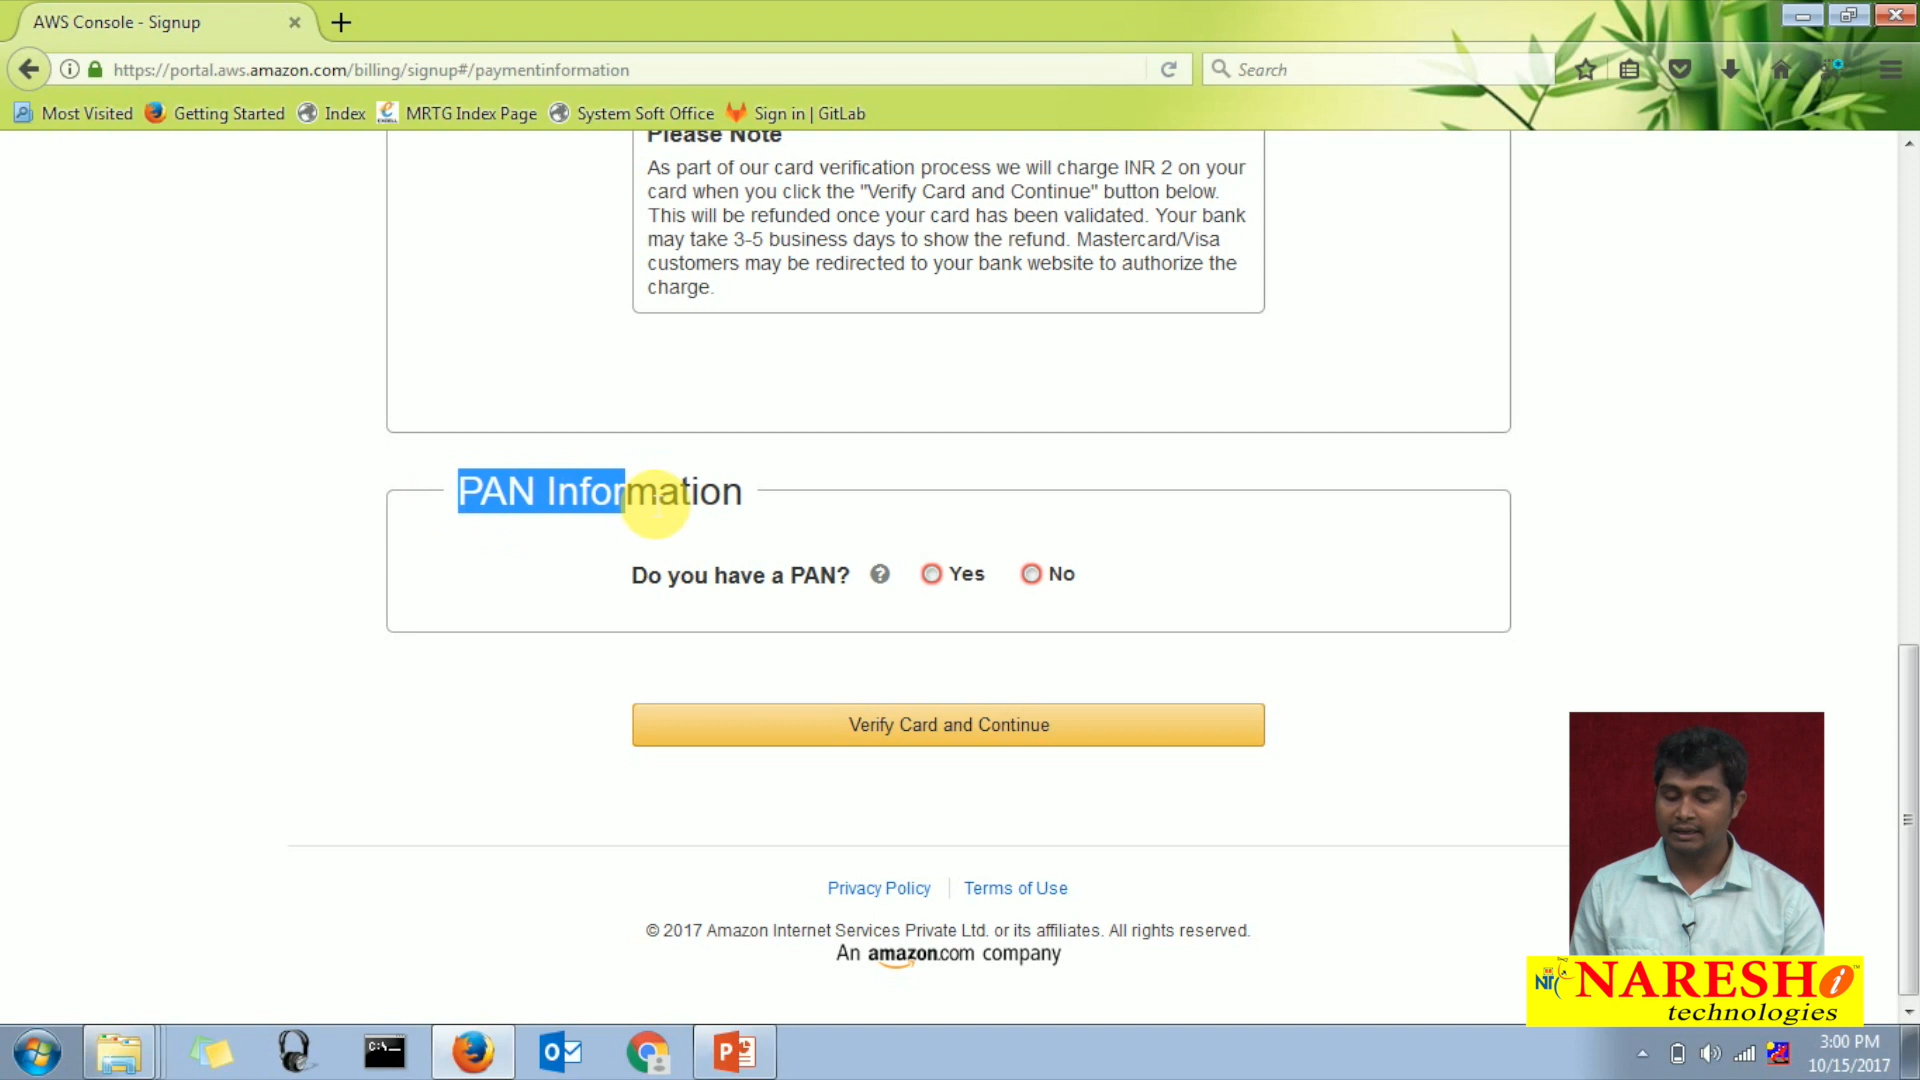 AWS Console - Signup
https://portal.aws.amazon.com/billing/signup#/paymentinformation
Search
Most Visited Getting Started Index MRTG Index Page System Soft Office Sign in | GitLab
Please Note
As part of our card verification process we will charge INR 2 on your
card when you click the "Verify Card and Continue" button below.
This will be refunded once your card has been validated. Your bank
may take 3-5 business days to show the refund. Mastercard/Visa
customers may be redirected to your bank website to authorize the
charge.
PAN Information
Do you have a PAN? Yes No
Verify Card and Continue
Privacy Policy Terms of Use
© 2017 Amazon Internet Services Private Ltd. or its affiliates. All rights reserved.
An amazon.com company
NARESH i
technologies
3:00 PM
10/15/2017